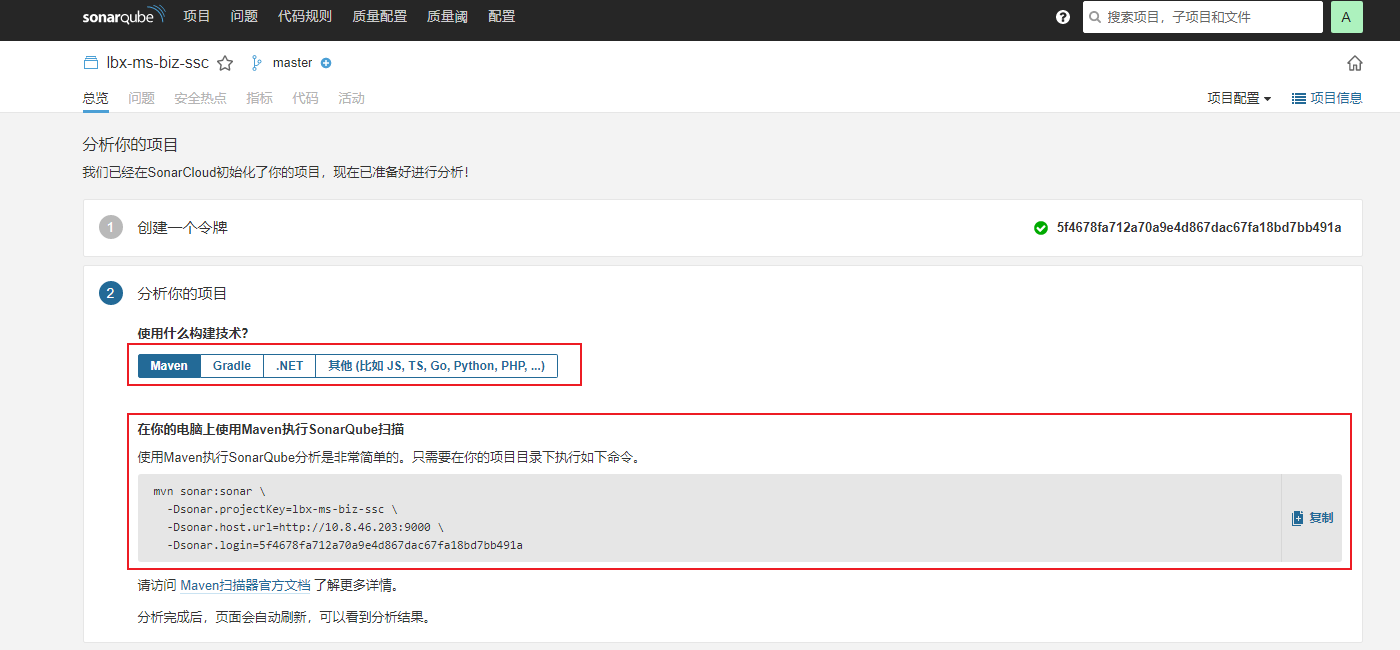 sonarqube 项目 问题 代码规则 质量配置 质量阈 配置 ? 搜索项目，子项目和文件 A
lbx-ms-biz-ssc master
总览 问题 安全热点 指标 代码 活动 项目配置 项目信息
分析你的项目
我们已经在SonarCloud初始化了你的项目，现在已准备好进行分析！
1 创建一个令牌 5f4678fa712a70a9e4d867dac67fa18bd7bb491a
2 分析你的项目
使用什么构建技术？
Maven Gradle .NET 其他 (比如 JS, TS, Go, Python, PHP, ...)
在你的电脑上使用Maven执行SonarQube扫描
使用Maven执行SonarQube分析是非常简单的。只需要在你的项目目录下执行如下命令。
mvn sonar:sonar \
-Dsonar.projectKey=lbx-ms-biz-ssc \
-Dsonar.host.url=http://10.8.46.203:9000 \
-Dsonar.login=5f4678fa712a70a9e4d867dac67fa18bd7bb491a
复制
请访问 Maven扫描器官方文档 了解更多详情。
分析完成后，页面会自动刷新，可以看到分析结果。